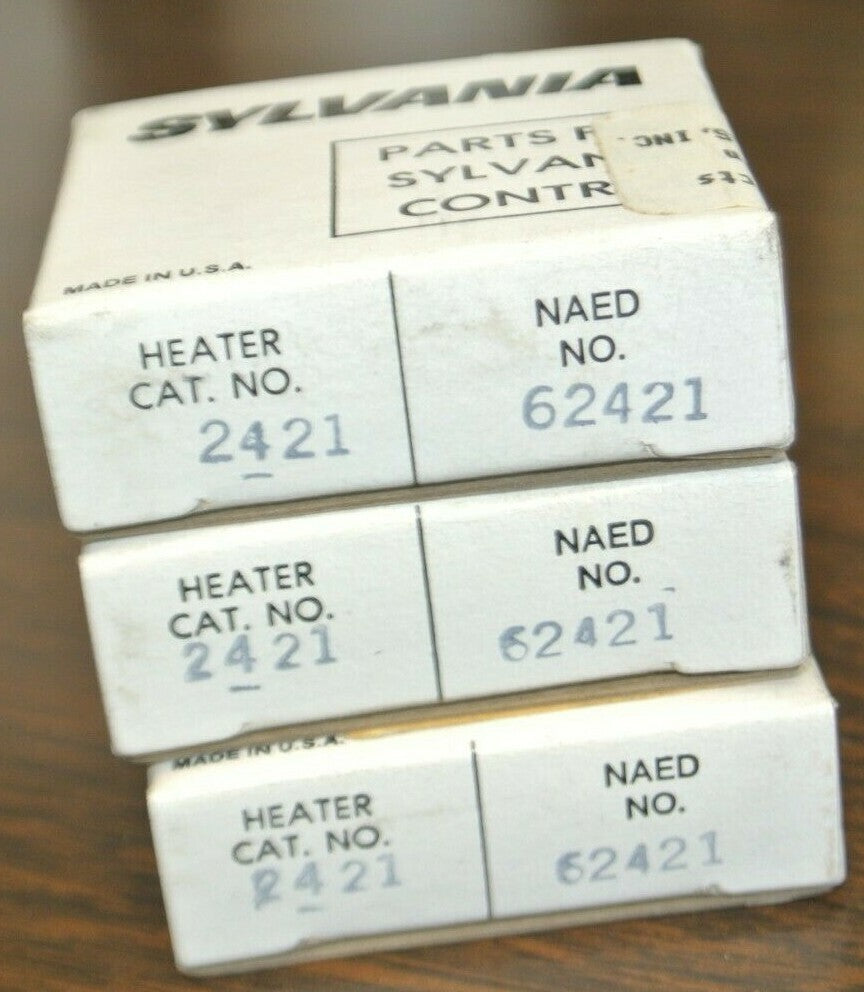 SYLVANIA
PARTS
SYLVAN
CONTR
MADE IN U.S.A.
HEATER
CAT. NO.
2421
NAED
NO.
62421
HEATER
CAT. NO.
2421
NAED
NO.
62421
MADE IN U.S.A.
HEATER
CAT. NO.
2421
NAED
NO.
62421